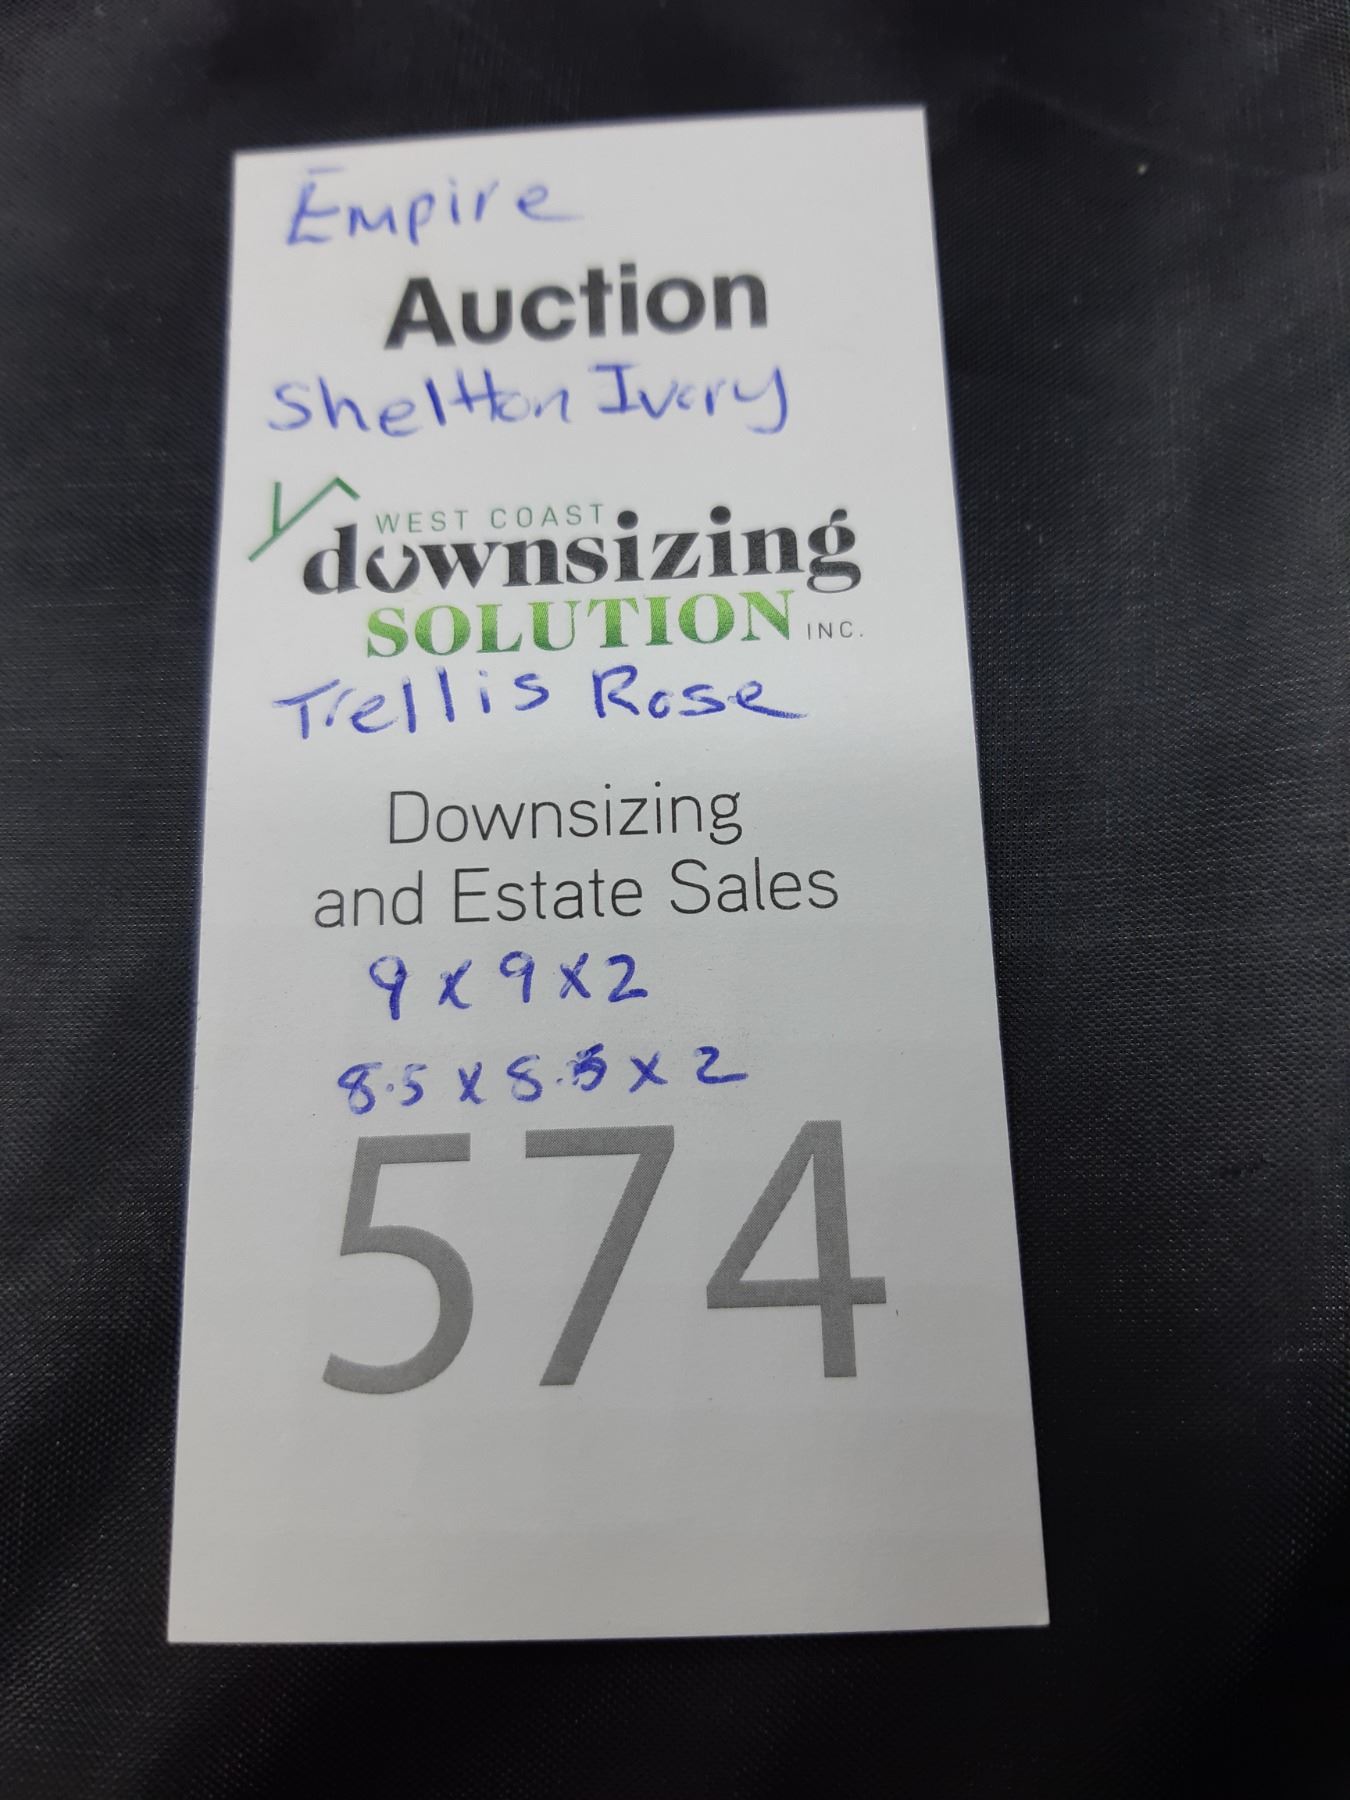 Empire
Auction
Shelton Ivory
WEST COAST
downsizing
SOLUTION INC.
Trellis Rose
Downsizing
and Estate Sales
9 x 9 x 2
8.5 x 8.5 x 2
574